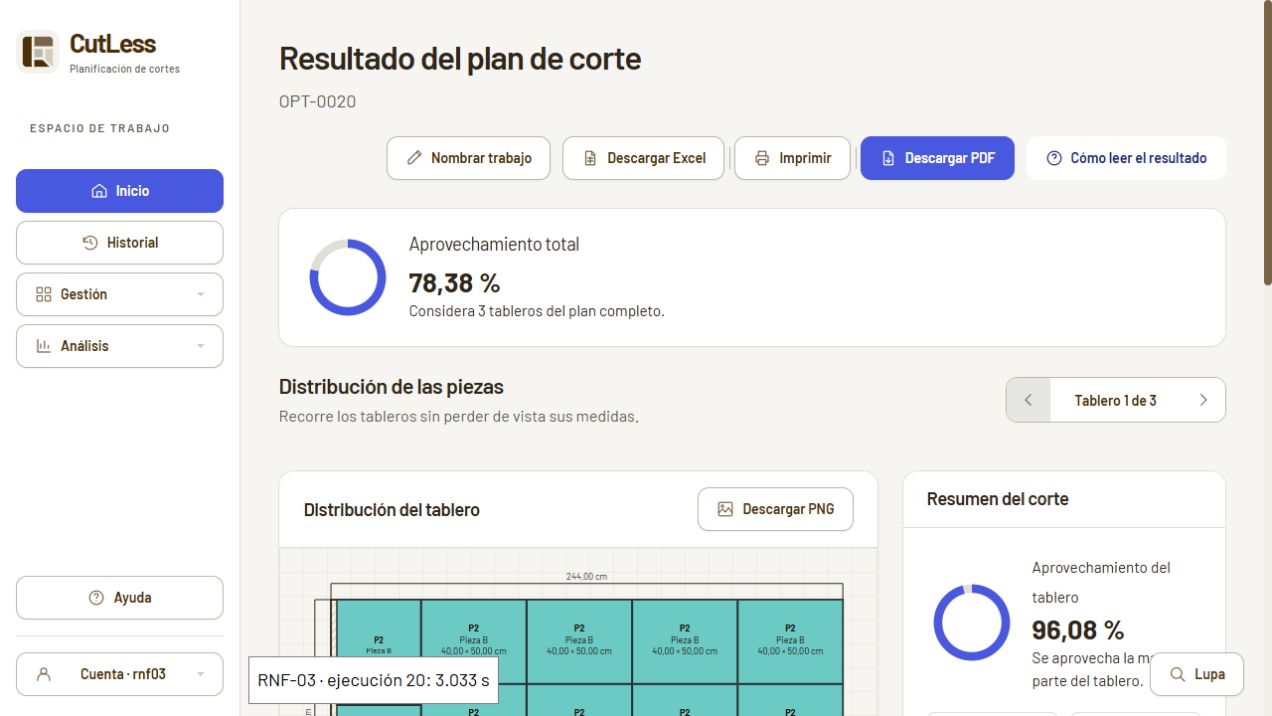 CutLess
Planificación de cortes
ESPACIO DE TRABAJO
Inicio
Historial
Gestión
Análisis
Ayuda
Cuenta · rnf03
Resultado del plan de corte
OPT-0020
Nombrar trabajo
Descargar Excel
Imprimir
Descargar PDF
Cómo leer el resultado
Aprovechamiento total
78,38 %
Considera 3 tableros del plan completo.
Distribución de las piezas
Recorre los tableros sin perder de vista sus medidas.
Tablero 1 de 3
Distribución del tablero
Descargar PNG
244,00 cm
P2 P2 P2 P2 P2
Pieza B Pieza B Pieza B Pieza B Pieza B
40,00 × 50,00 cm 40,00 × 50,00 cm 40,00 × 50,00 cm 40,00 × 50,00 cm
P2 P2 P2 P2
RNF-03 · ejecución 20: 3.033 s
Resumen del corte
Aprovechamiento del
tablero
96,08 %
Se aprovecha la
parte del tablero.
Lupa